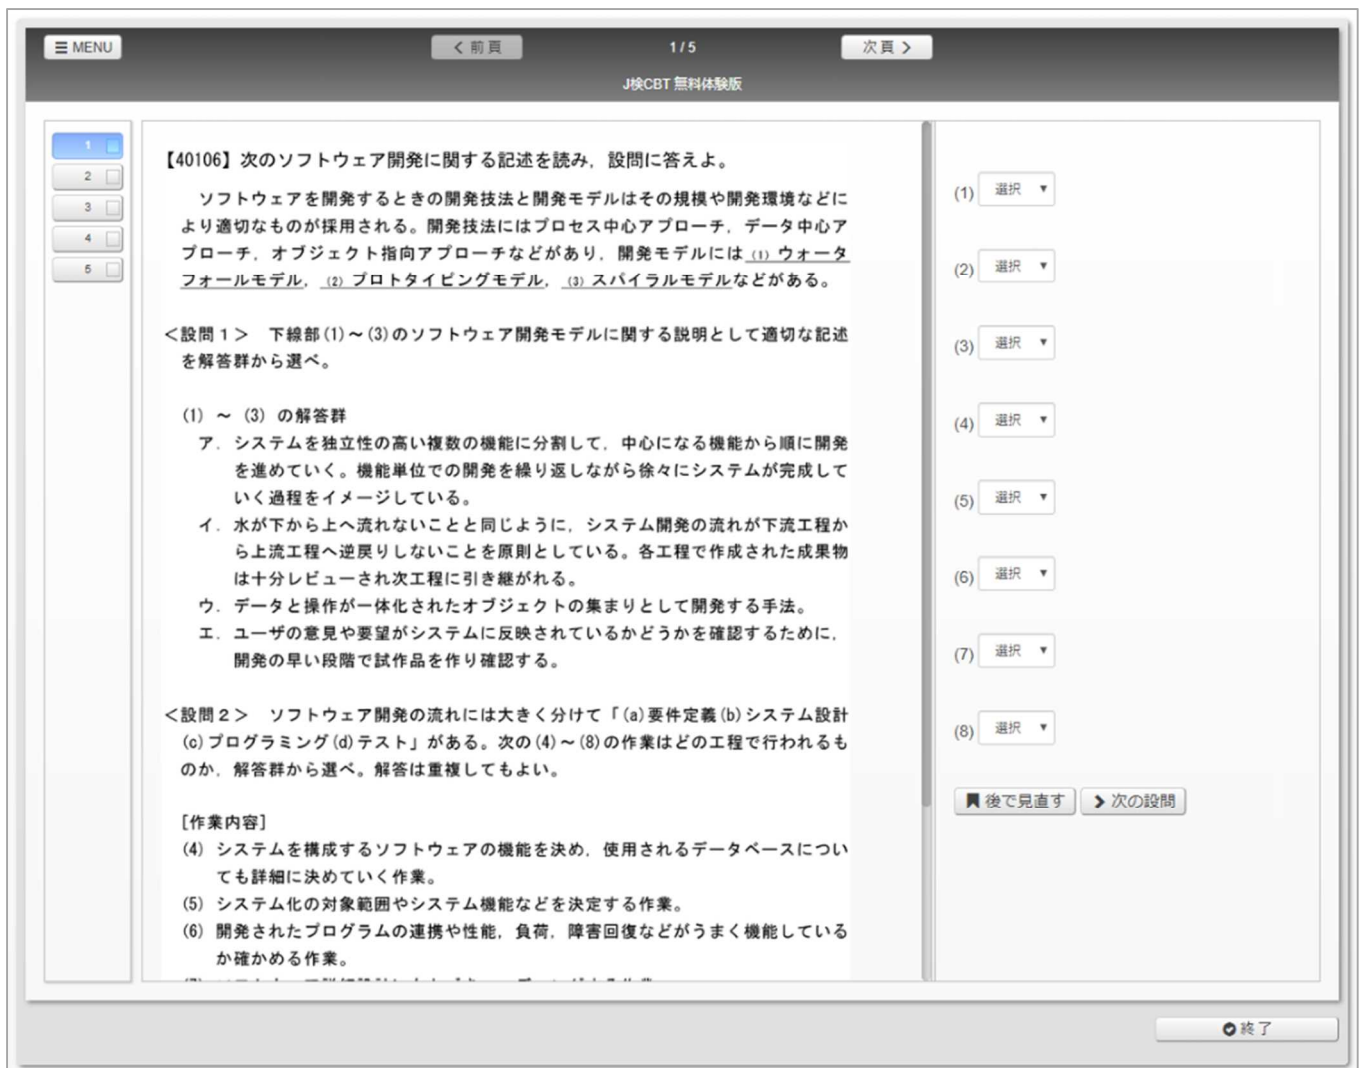 MENU
前頁
1 / 5
次頁
J検CBT 無料体験版
1
2
3
4
5
【40106】次のソフトウェア開発に関する記述を読み，設問に答えよ。
ソフトウェアを開発するときの開発技法と開発モデルはその規模や開発環境などに
より適切なものが採用される。開発技法にはプロセス中心アプローチ，データ中心ア
プローチ，オブジェクト指向アプローチなどがあり，開発モデルには (1) ウォータ
フォールモデル， (2) プロトタイピングモデル， (3) スパイラルモデルなどがある。
＜設問１＞ 下線部(1)～(3)のソフトウェア開発モデルに関する説明として適切な記述
を解答群から選べ。
(1) ～ (3) の解答群
ア．システムを独立性の高い複数の機能に分割して，中心になる機能から順に開発
を進めていく。機能単位での開発を繰り返しながら徐々にシステムが完成して
いく過程をイメージしている。
イ．水が下から上へ流れないことと同じように，システム開発の流れが下流工程か
ら上流工程へ逆戻りしないことを原則としている。各工程で作成された成果物
は十分レビューされ次工程に引き継がれる。
ウ．データと操作が一体化されたオブジェクトの集まりとして開発する手法。
エ．ユーザの意見や要望がシステムに反映されているかどうかを確認するために，
開発の早い段階で試作品を作り確認する。
＜設問２＞ ソフトウェア開発の流れには大きく分けて「(a)要件定義(b)システム設計
(c)プログラミング(d)テスト」がある。次の(4)～(8)の作業はどの工程で行われるも
のか，解答群から選べ。解答は重複してもよい。
[作業内容]
(4) システムを構成するソフトウェアの機能を決め，使用されるデータベースについ
ても詳細に決めていく作業。
(5) システム化の対象範囲やシステム機能などを決定する作業。
(6) 開発されたプログラムの連携や性能，負荷，障害回復などがうまく機能している
か確かめる作業。
(1) 選択
(2) 選択
(3) 選択
(4) 選択
(5) 選択
(6) 選択
(7) 選択
(8) 選択
後で見直す 次の設問
終了